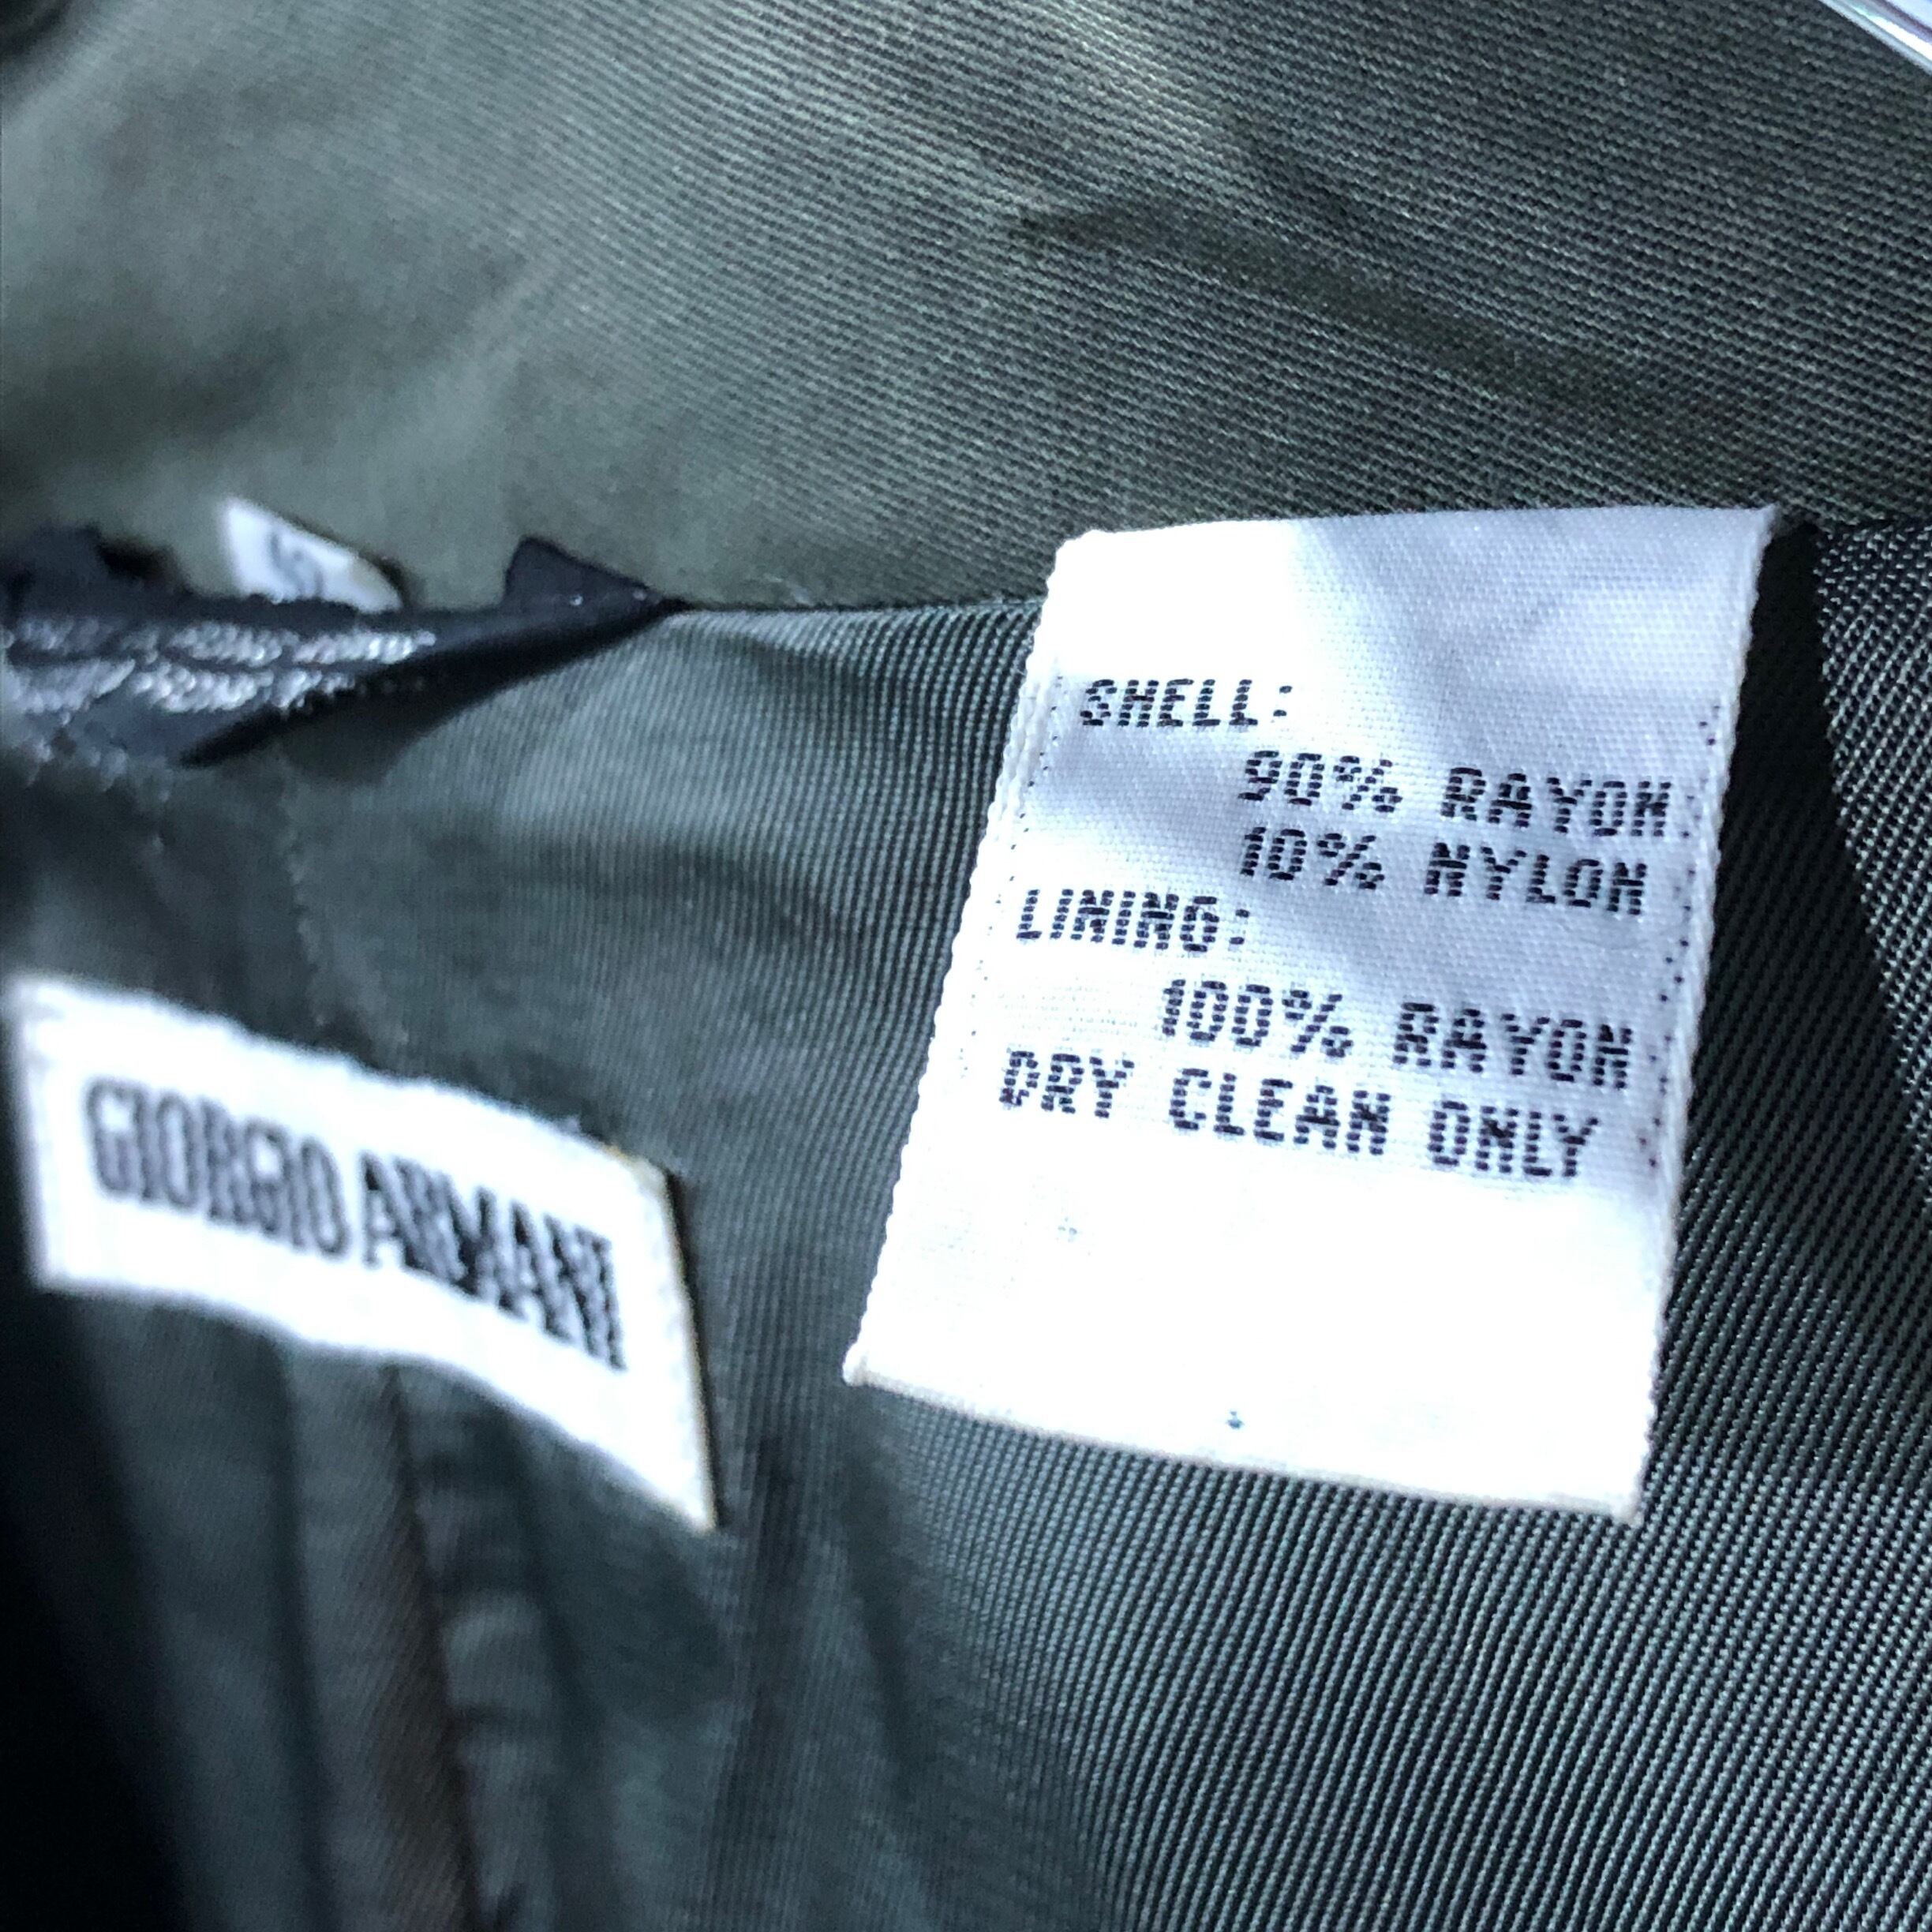 SHELL:
90% RAYON
10% NYLON
LINING:
100% RAYON
DRY CLEAN ONLY
GIORGIO ARMANI